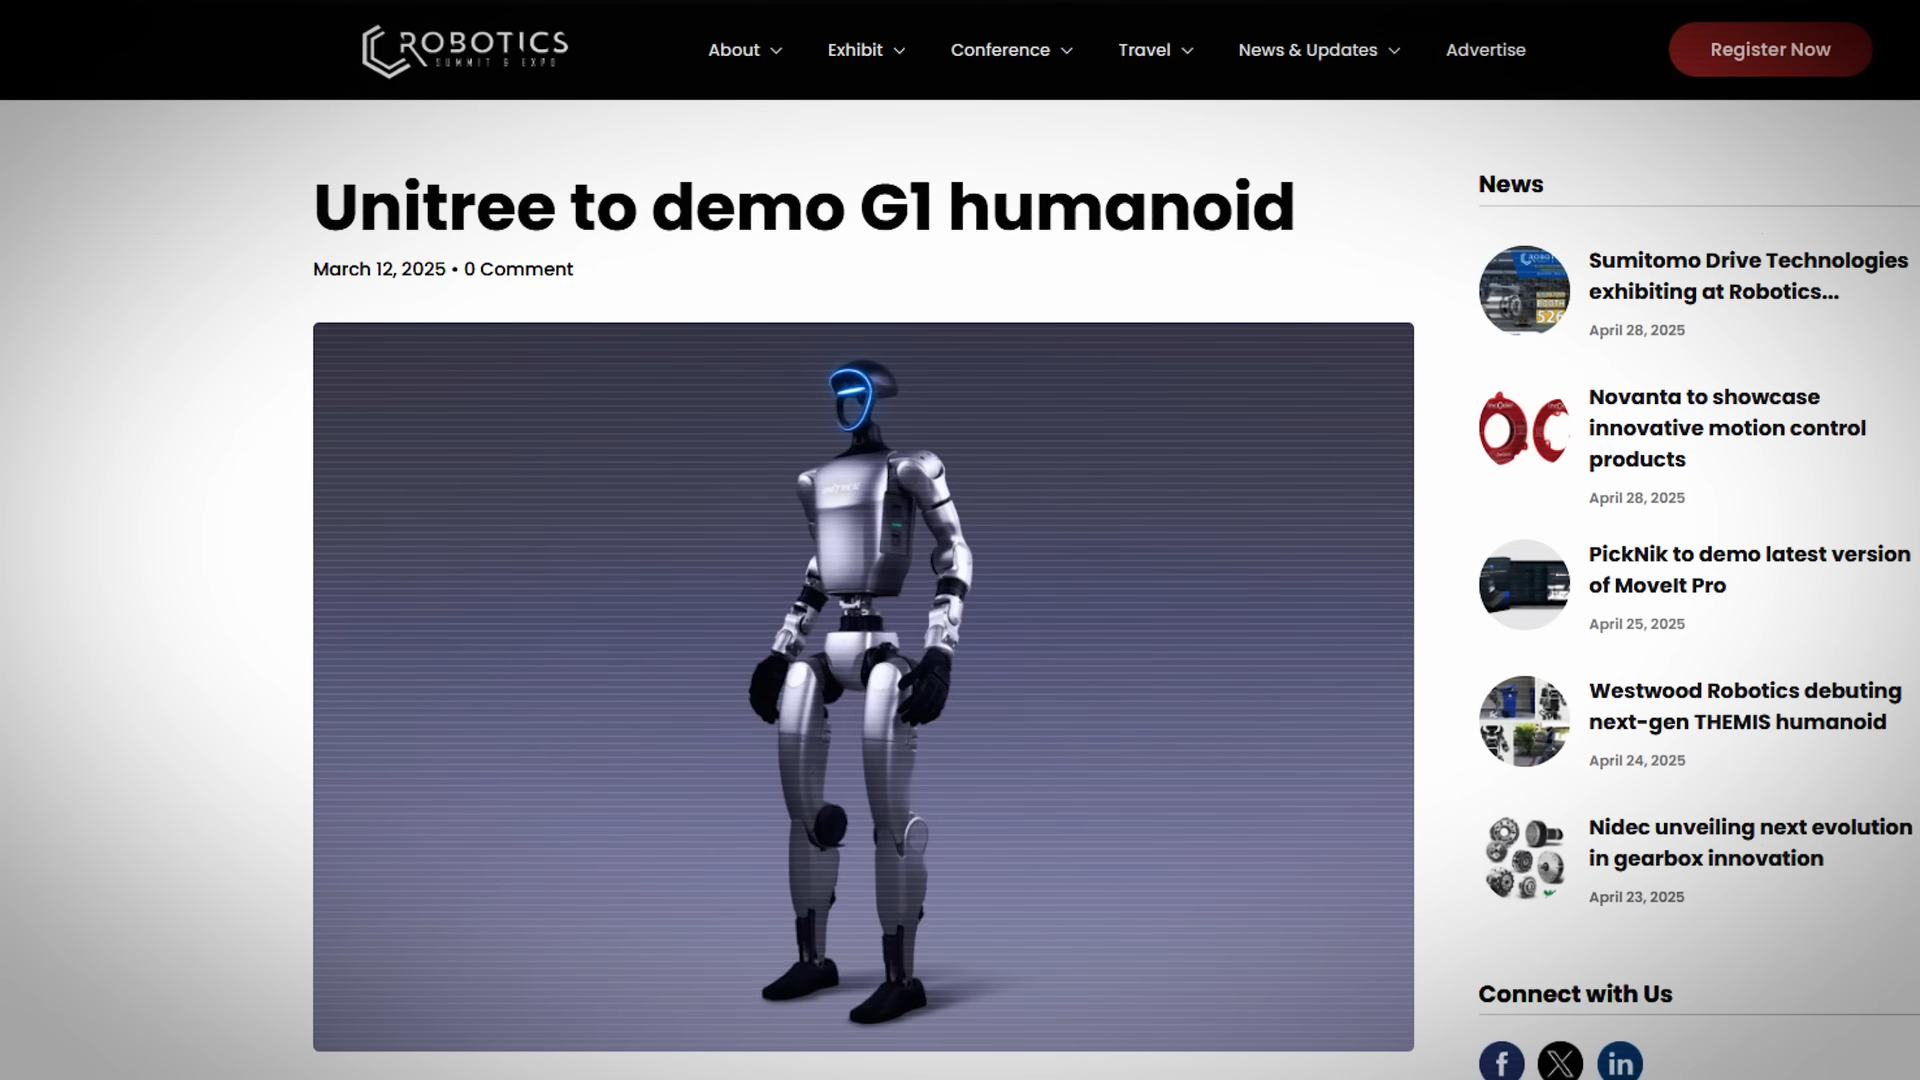 ROBOTICS
SUMMIT & EXPO
About
Exhibit
Conference
Travel
News & Updates
Advertise
Register Now
Unitree to demo G1 humanoid
March 12, 2025 • 0 Comment
UNITREE
News
Sumitomo Drive Technologies
exhibiting at Robotics...
April 28, 2025
Novanta to showcase
innovative motion control
products
April 28, 2025
PickNik to demo latest version
of MoveIt Pro
April 25, 2025
Westwood Robotics debuting
next-gen THEMIS humanoid
April 24, 2025
Nidec unveiling next evolution
in gearbox innovation
April 23, 2025
Connect with Us